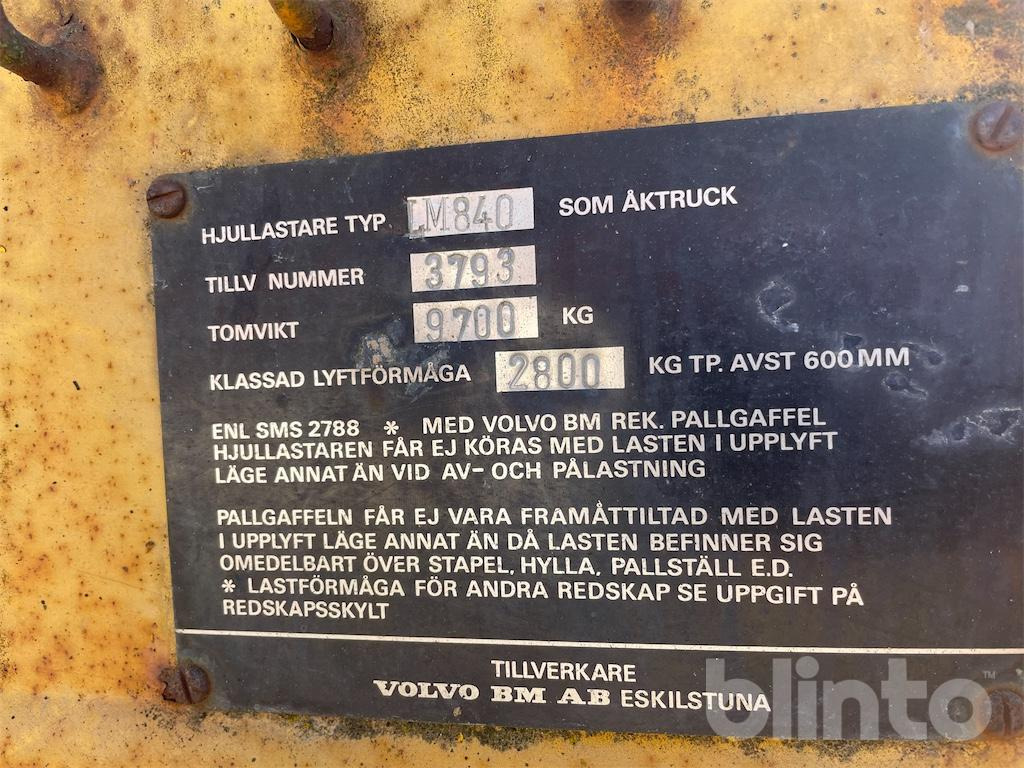 HJULLASTARE TYP LM840 SOM ÅKTRUCK
TILLV NUMMER 3793
TOMVIKT 9700 KG
KLASSAD LYFTFÖRMÅGA 2800 KG TP. AVST 600 MM
ENL SMS 2788 * MED VOLVO BM REK. PALLGAFFEL
HJULLASTAREN FÅR EJ KÖRAS MED LASTEN I UPPLYFT
LÄGE ANNAT ÄN VID AV- OCH PÅLASTNING
PALLGAFFELN FÅR EJ VARA FRAMÅTTILTAD MED LASTEN
I UPPLYFT LÄGE ANNAT ÄN DÅ LASTEN BEFINNER SIG
OMEDELBART ÖVER STAPEL, HYLLA, PALLSTÄLL E.D.
* LASTFÖRMÅGA FÖR ANDRA REDSKAP SE UPPGIFT PÅ
REDSKAPSSKYLT
TILLVERKARE
VOLVO BM AB ESKILSTUNA
blinto™